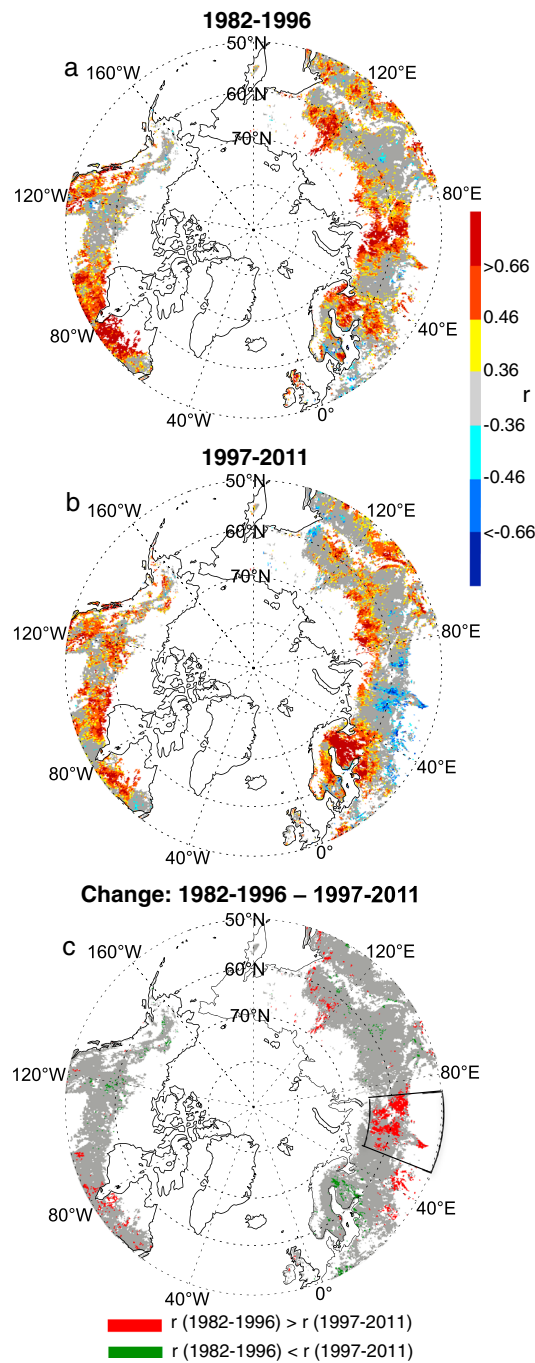 1982-1996
a
50°N
60°N
70°N
160°W
120°E
120°W
80°E
80°W
40°E
40°W
0°
>0.66
0.46
0.36
r
-0.36
-0.46
<-0.66
1997-2011
b
50°N
60°N
70°N
160°W
120°E
120°W
80°E
80°W
40°E
40°W
0°
Change: 1982-1996 – 1997-2011
c
50°N
60°N
70°N
160°W
120°E
120°W
80°E
80°W
40°E
40°W
0°
r (1982-1996) > r (1997-2011)
r (1982-1996) < r (1997-2011)